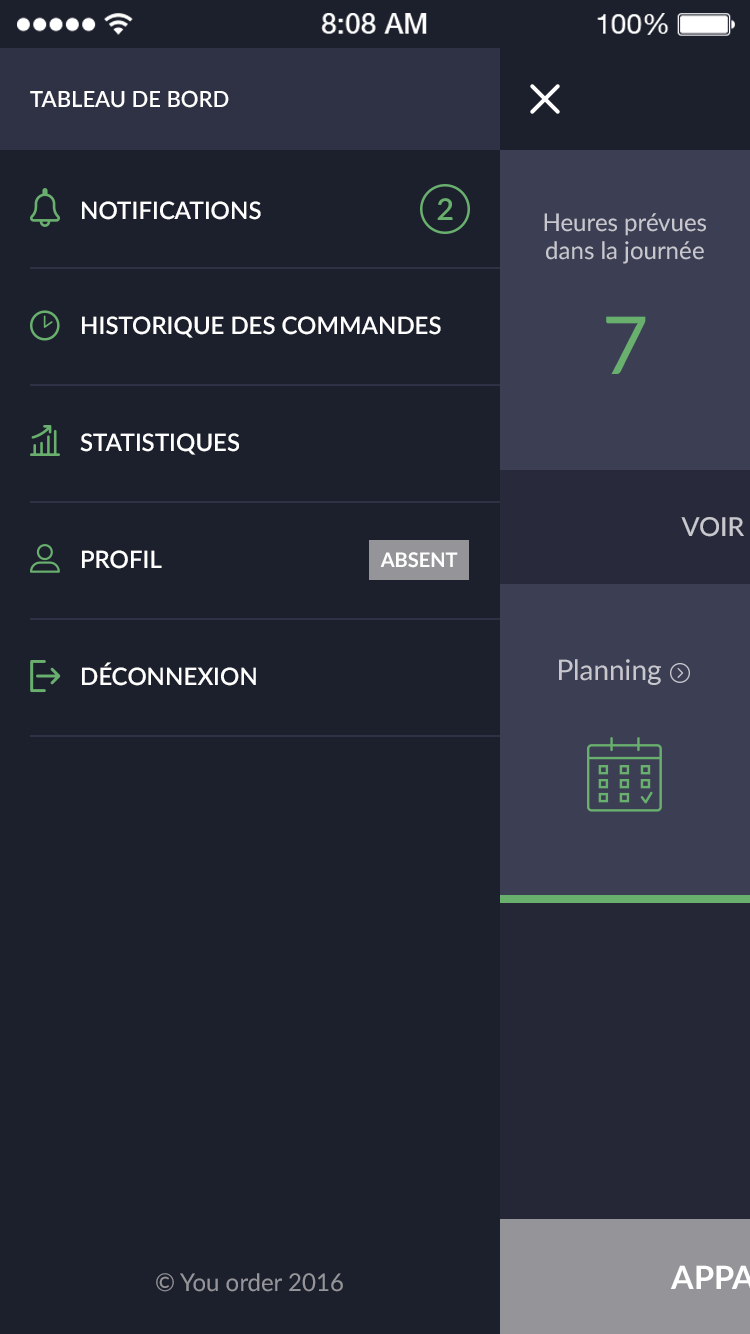 8:08 AM
100%
TABLEAU DE BORD
NOTIFICATIONS
2
HISTORIQUE DES COMMANDES
STATISTIQUES
PROFIL
ABSENT
DÉCONNEXION
© You order 2016
Heures prévues
dans la journée
7
VOIR
Planning
APPA